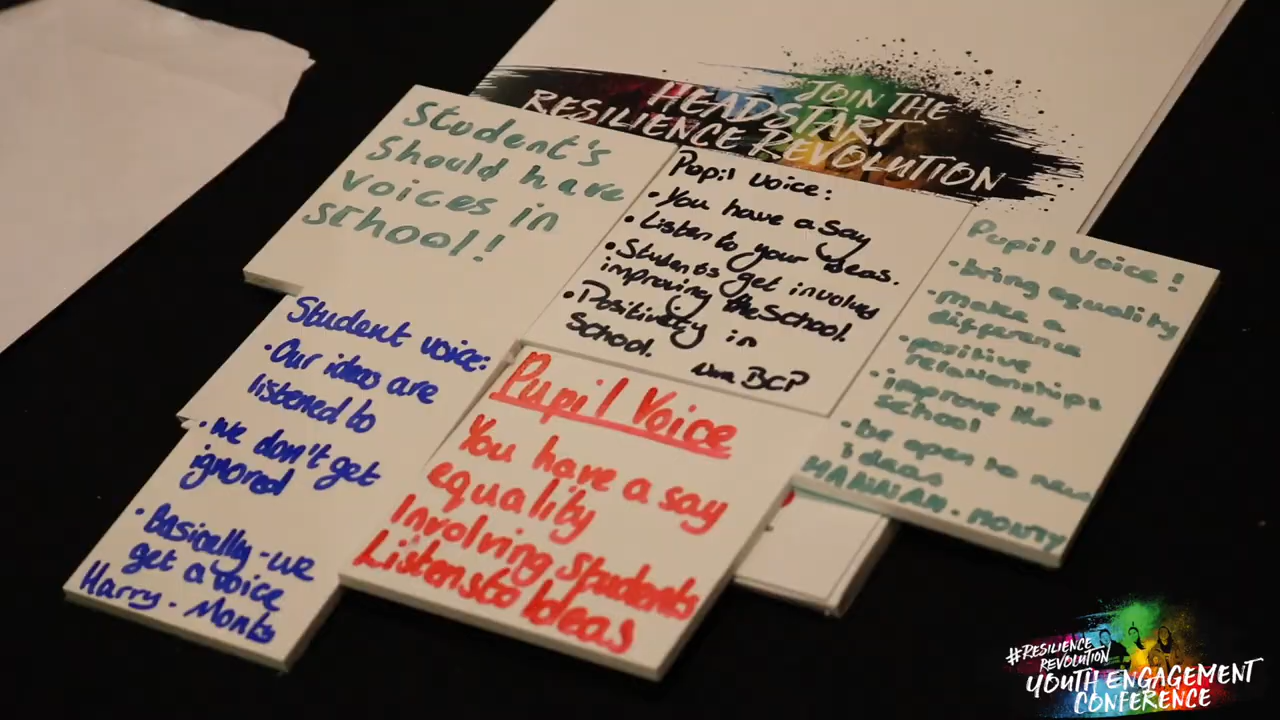 JOIN THE
HEADSTART
RESILIENCE REVOLUTION
Student's
Should have
voices in
school!
Pupil Voice:
• You have a say
• Listen to your ideas.
• Students get involved
improving the School.
• Positivity in
School.
BCP
Pupil Voice!
• bring equality
• make a
difference
• positive
relationships
• improve the
school
• be open to new
ideas
HANNAH - MONTY
Student voice:
• Our ideas are
listened to
• we don't get
ignored
• Basically - we
get a voice
Harry - Monty
Pupil Voice
You have a say
equality
Involving Students
Listens to Ideas
#RESILIENCE
REVOLUTION
YOUTH ENGAGEMENT
CONFERENCE